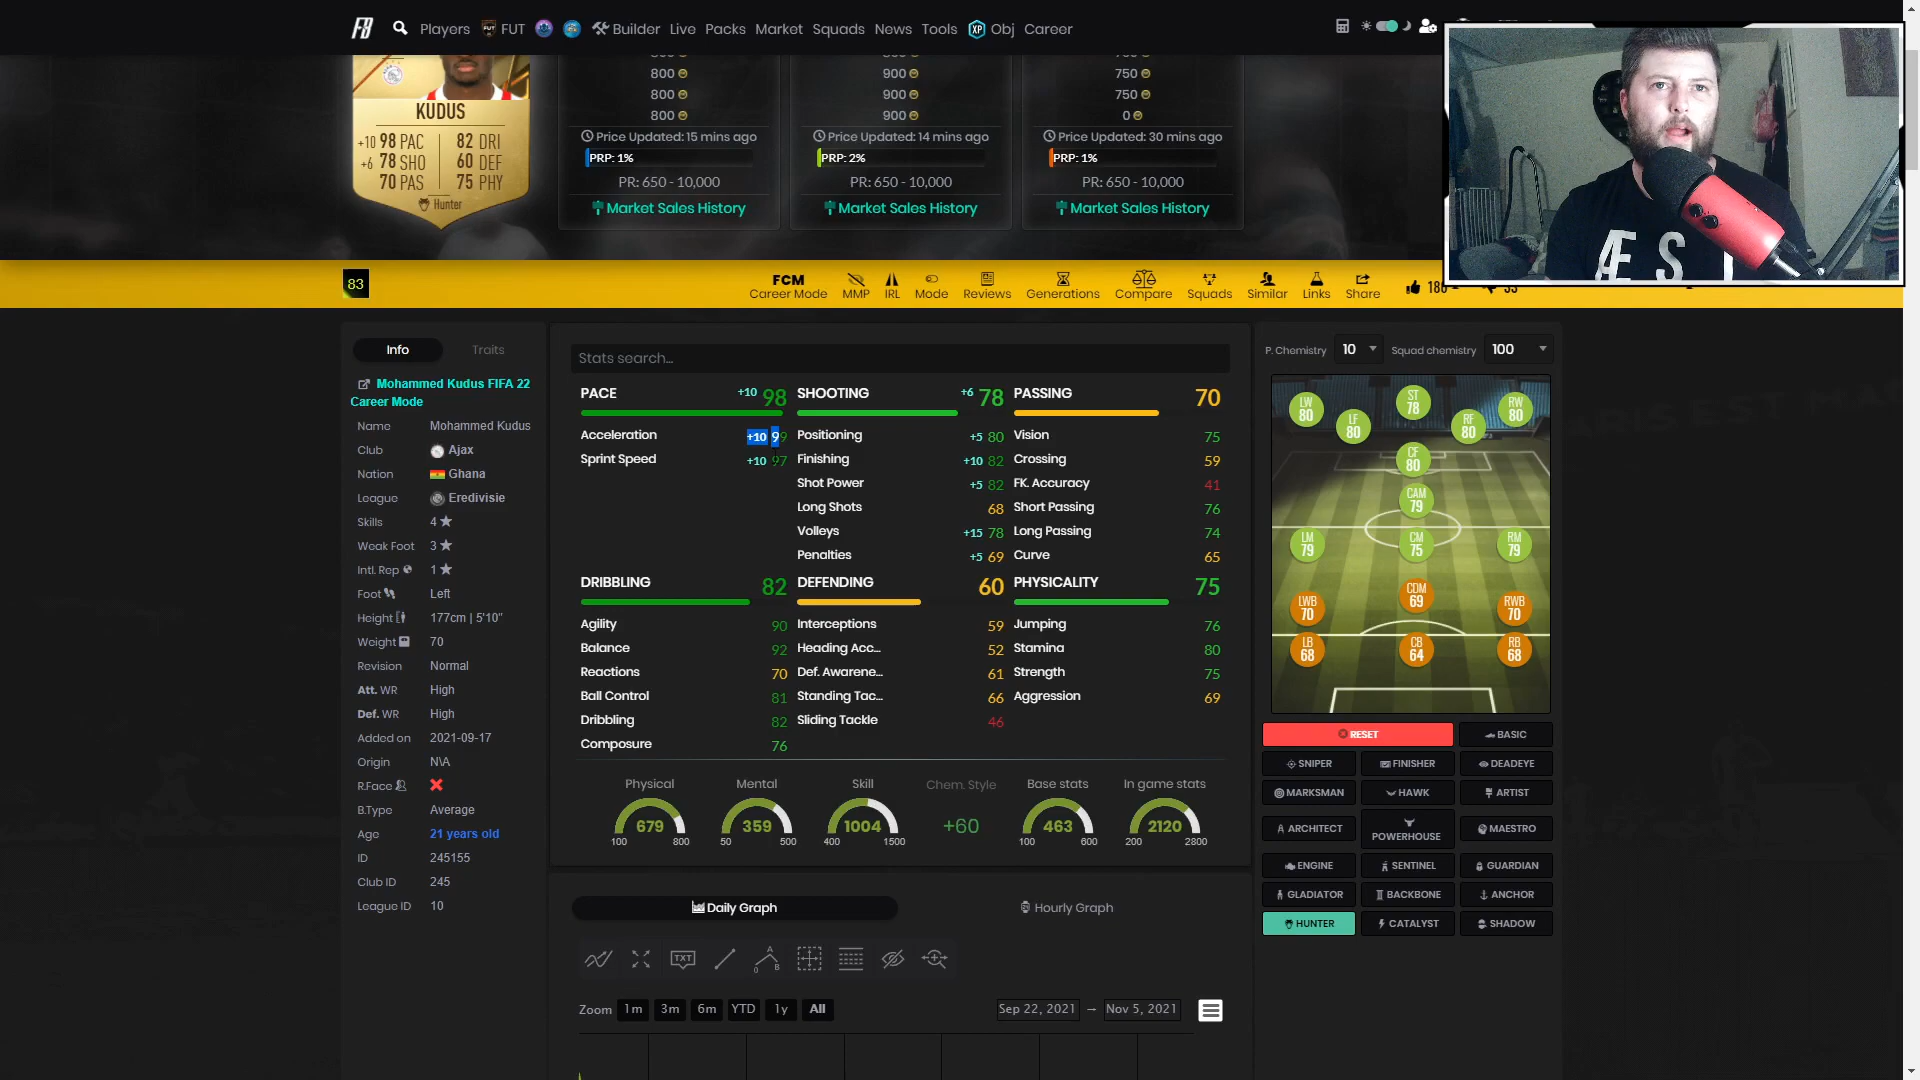 Players FUT Builder Live Packs Market Squads News Tools XP Obj Career
KUDUS
+10 98 PAC 82 DRI
+6 78 SHO 60 DEF
70 PAS 75 PHY
Hunter
800 900 750
800 900 750
800 900 0
Price Updated: 15 mins ago Price Updated: 14 mins ago Price Updated: 30 mins ago
PRP: 1% PRP: 2% PRP: 1%
PR: 650 - 10,000 PR: 650 - 10,000 PR: 650 - 10,000
Market Sales History Market Sales History Market Sales History
ÆS
83
FCM
Career Mode MMP IRL Mode Reviews Generations Compare Squads Similar Links Share
Info Traits
Mohammed Kudus FIFA 22
Career Mode
Name Mohammed Kudus
Club Ajax
Nation Ghana
League Eredivisie
Skills 4
Weak Foot 3
Intl. Rep 1
Foot Left
Height 177cm | 5'10"
Weight 70
Revision Normal
Att. WR High
Def. WR High
Added on 2021-09-17
Origin N\A
R.Face
B.Type Average
Age 21 years old
ID 245155
Club ID 245
League ID 10
Stats search...
PACE +10 98 SHOOTING +6 78 PASSING 70
Acceleration +10 99 Positioning +5 80 Vision 75
Sprint Speed +10 97 Finishing +10 82 Crossing 59
Shot Power +5 82 FK. Accuracy 41
Long Shots 68 Short Passing 76
Volleys +15 78 Long Passing 74
Penalties +5 69 Curve 65
DRIBBLING 82 DEFENDING 60 PHYSICALITY 75
Agility 90 Interceptions 59 Jumping 76
Balance 92 Heading Acc... 52 Stamina 80
Reactions 70 Def. Awarene... 61 Strength 75
Ball Control 81 Standing Tac... 66 Aggression 69
Dribbling 82 Sliding Tackle 46
Composure 76
Physical Mental Skill Chem. Style Base stats In game stats
679 359 1004 +60 463 2120
100 800 50 500 400 1500 100 600 200 2800
Daily Graph Hourly Graph
TXT A 0 B
Zoom 1m 3m 6m YTD 1y All Sep 22, 2021 → Nov 5, 2021
P. Chemistry 10 Squad chemistry 100
LW 80 ST 78 RW 80
LF 80 RF 80
CF 80
CAM 79
LM 79 CM 75 RM 79
LWB 70 CDM 69 RWB 70
LB 68 CB 64 RB 68
RESET BASIC
SNIPER FINISHER DEADEYE
MARKSMAN HAWK ARTIST
ARCHITECT POWERHOUSE MAESTRO
ENGINE SENTINEL GUARDIAN
GLADIATOR BACKBONE ANCHOR
HUNTER CATALYST SHADOW